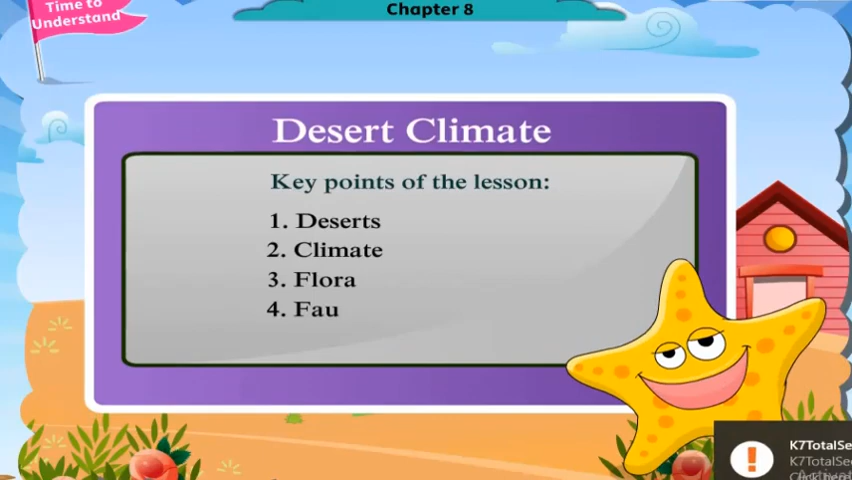 Time to
Understand
Chapter 8
Desert Climate
Key points of the lesson:
1. Deserts
2. Climate
3. Flora
4. Fau
K7TotalSe
K7TotalSe